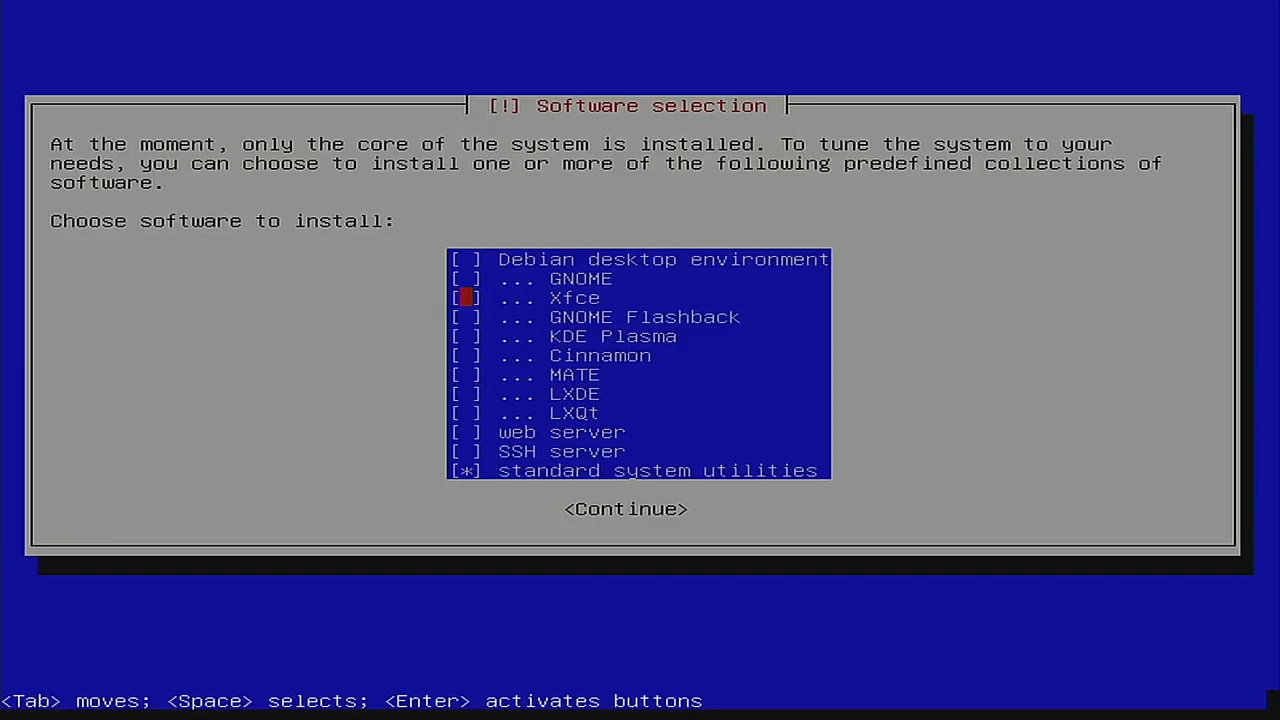 [!] Software selection
At the moment, only the core of the system is installed. To tune the system to your
needs, you can choose to install one or more of the following predefined collections of
software.
Choose software to install:
[ ] Debian desktop environment
[ ] ... GNOME
[ ] ... Xfce
[ ] ... GNOME Flashback
[ ] ... KDE Plasma
[ ] ... Cinnamon
[ ] ... MATE
[ ] ... LXDE
[ ] ... LXQt
[ ] web server
[ ] SSH server
[*] standard system utilities
<Continue>
<Tab> moves; <Space> selects; <Enter> activates buttons